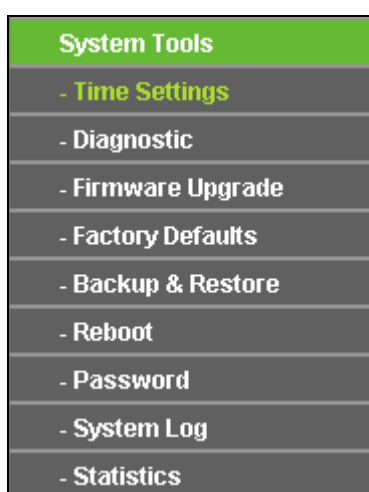 System Tools
- Time Settings
- Diagnostic
- Firmware Upgrade
- Factory Defaults
- Backup & Restore
- Reboot
- Password
- System Log
- Statistics